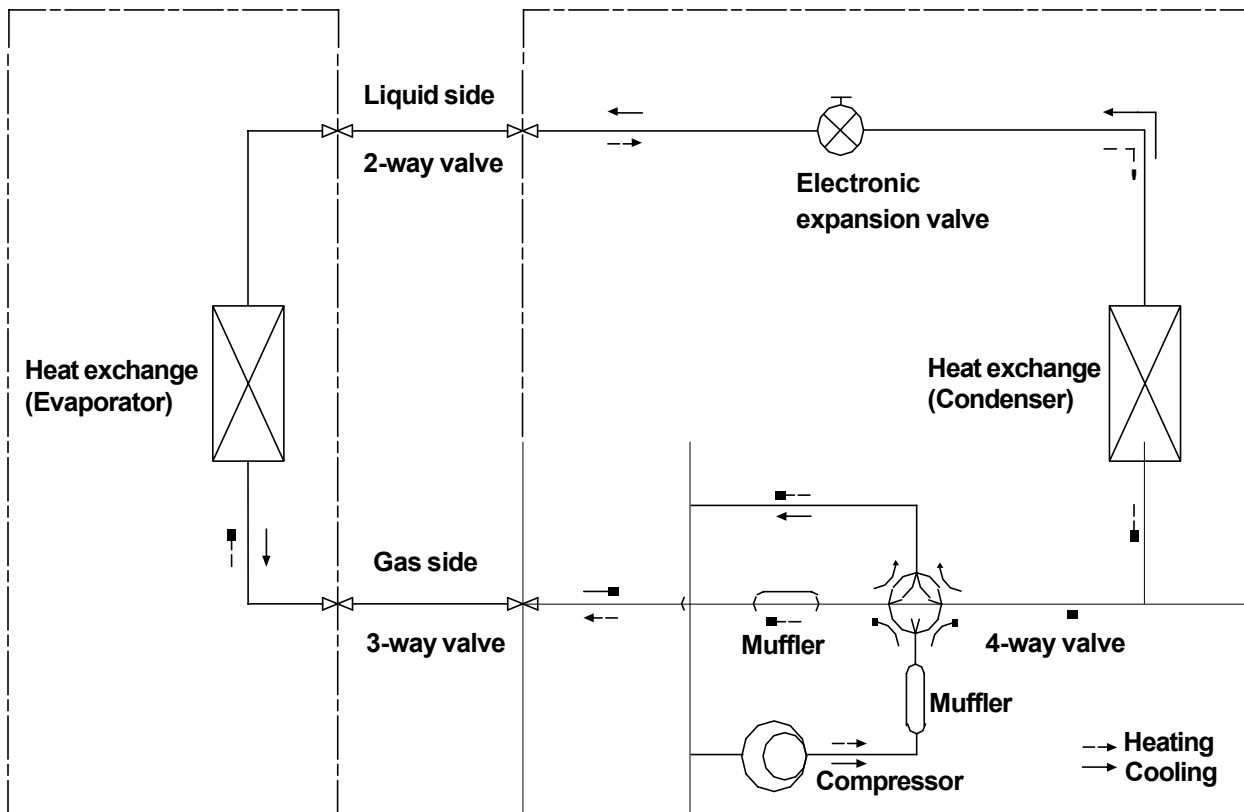 Liquid side
2-way valve
Electronic
expansion valve
Heat exchange
(Evaporator)
Heat exchange
(Condenser)
Gas side
3-way valve
Muffler
4-way valve
Muffler
Compressor
Heating
Cooling